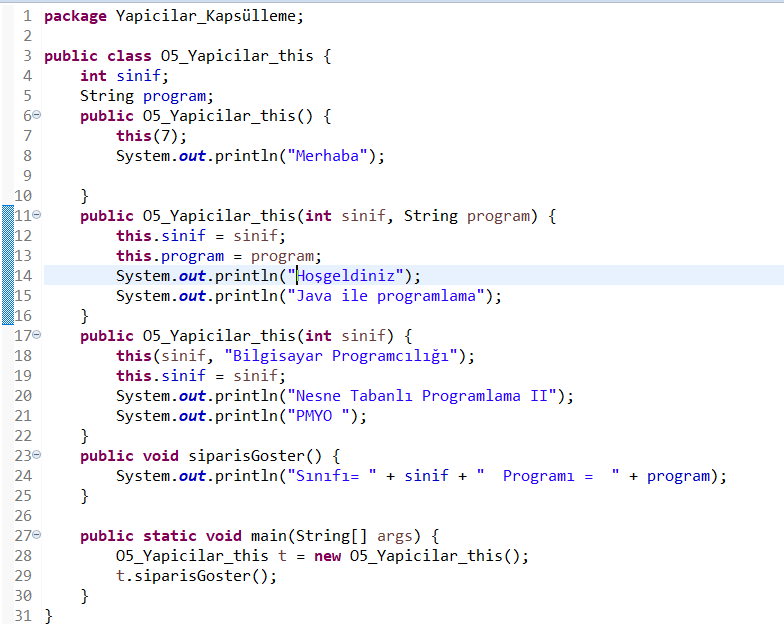 1 package Yapicilar_Kapsülleme;
2
3 public class O5_Yapicilar_this {
4 int sinif;
5 String program;
6 public O5_Yapicilar_this() {
7 this(7);
8 System.out.println("Merhaba");
9
10 }
11 public O5_Yapicilar_this(int sinif, String program) {
12 this.sinif = sinif;
13 this.program = program;
14 System.out.println("Hoşgeldiniz");
15 System.out.println("Java ile programlama");
16 }
17 public O5_Yapicilar_this(int sinif) {
18 this(sinif, "Bilgisayar Programcılığı");
19 this.sinif = sinif;
20 System.out.println("Nesne Tabanlı Programlama II");
21 System.out.println("PMYO ");
22 }
23 public void siparisGoster() {
24 System.out.println("Sınıfı= " + sinif + "  Programı =  " + program);
25 }
26
27 public static void main(String[] args) {
28 O5_Yapicilar_this t = new O5_Yapicilar_this();
29 t.siparisGoster();
30 }
31 }